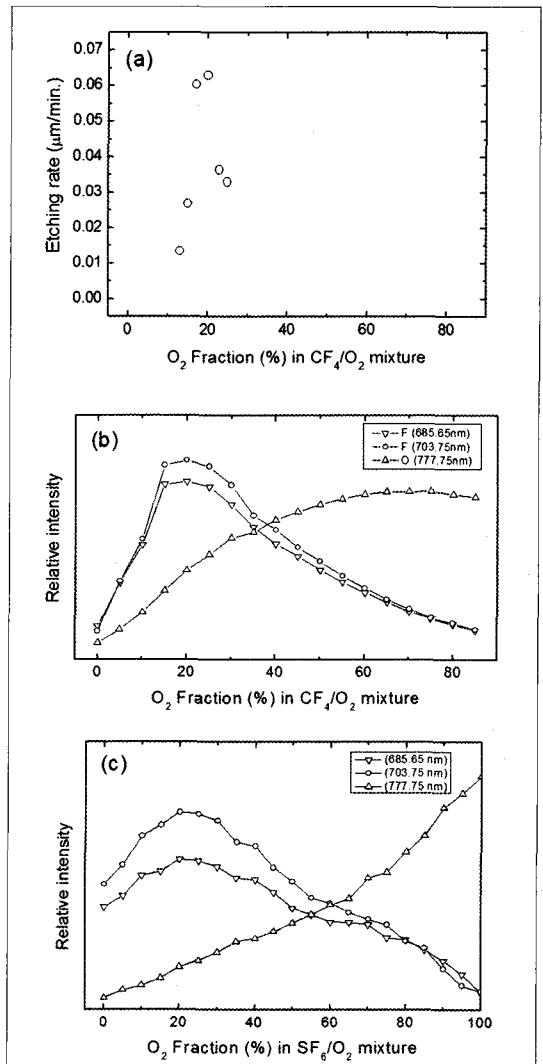 (a)
Etching rate (μm/min.)
0.07
0.06
0.05
0.04
0.03
0.02
0.01
0.00
0 20 40 60 80
O₂ Fraction (%) in CF₄/O₂ mixture
(b)
F (685.65nm)
F (703.75nm)
O (777.75nm)
Relative intensity
0 20 40 60 80
O₂ Fraction (%) in CF₄/O₂ mixture
(c)
(685.65 nm)
(703.75 nm)
(777.75 nm)
Relative intensity
0 20 40 60 80 100
O₂ Fraction (%) in SF₆/O₂ mixture